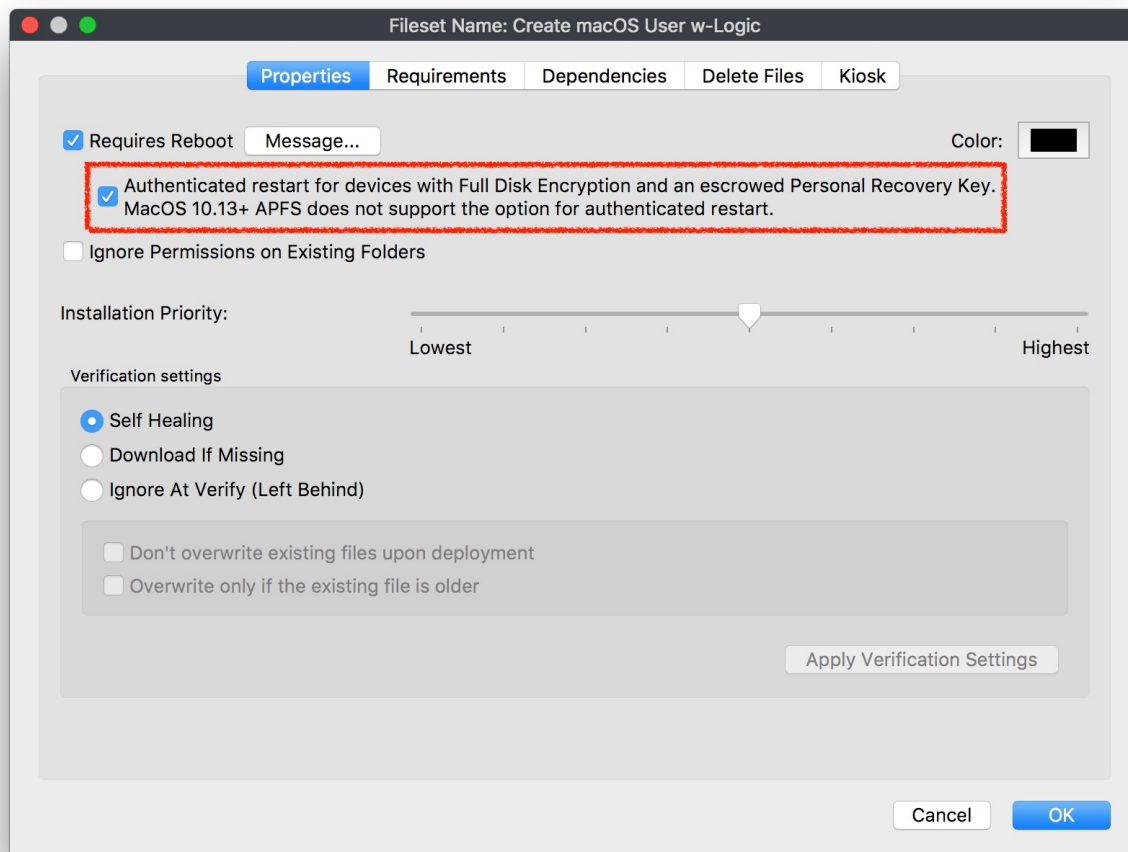 Fileset Name: Create macOS User w-Logic
Properties Requirements Dependencies Delete Files Kiosk
Requires Reboot Message... Color:
Authenticated restart for devices with Full Disk Encryption and an escrowed Personal Recovery Key.
MacOS 10.13+ APFS does not support the option for authenticated restart.
Ignore Permissions on Existing Folders
Installation Priority:
Lowest Highest
Verification settings
Self Healing
Download If Missing
Ignore At Verify (Left Behind)
Don't overwrite existing files upon deployment
Overwrite only if the existing file is older
Apply Verification Settings
Cancel OK